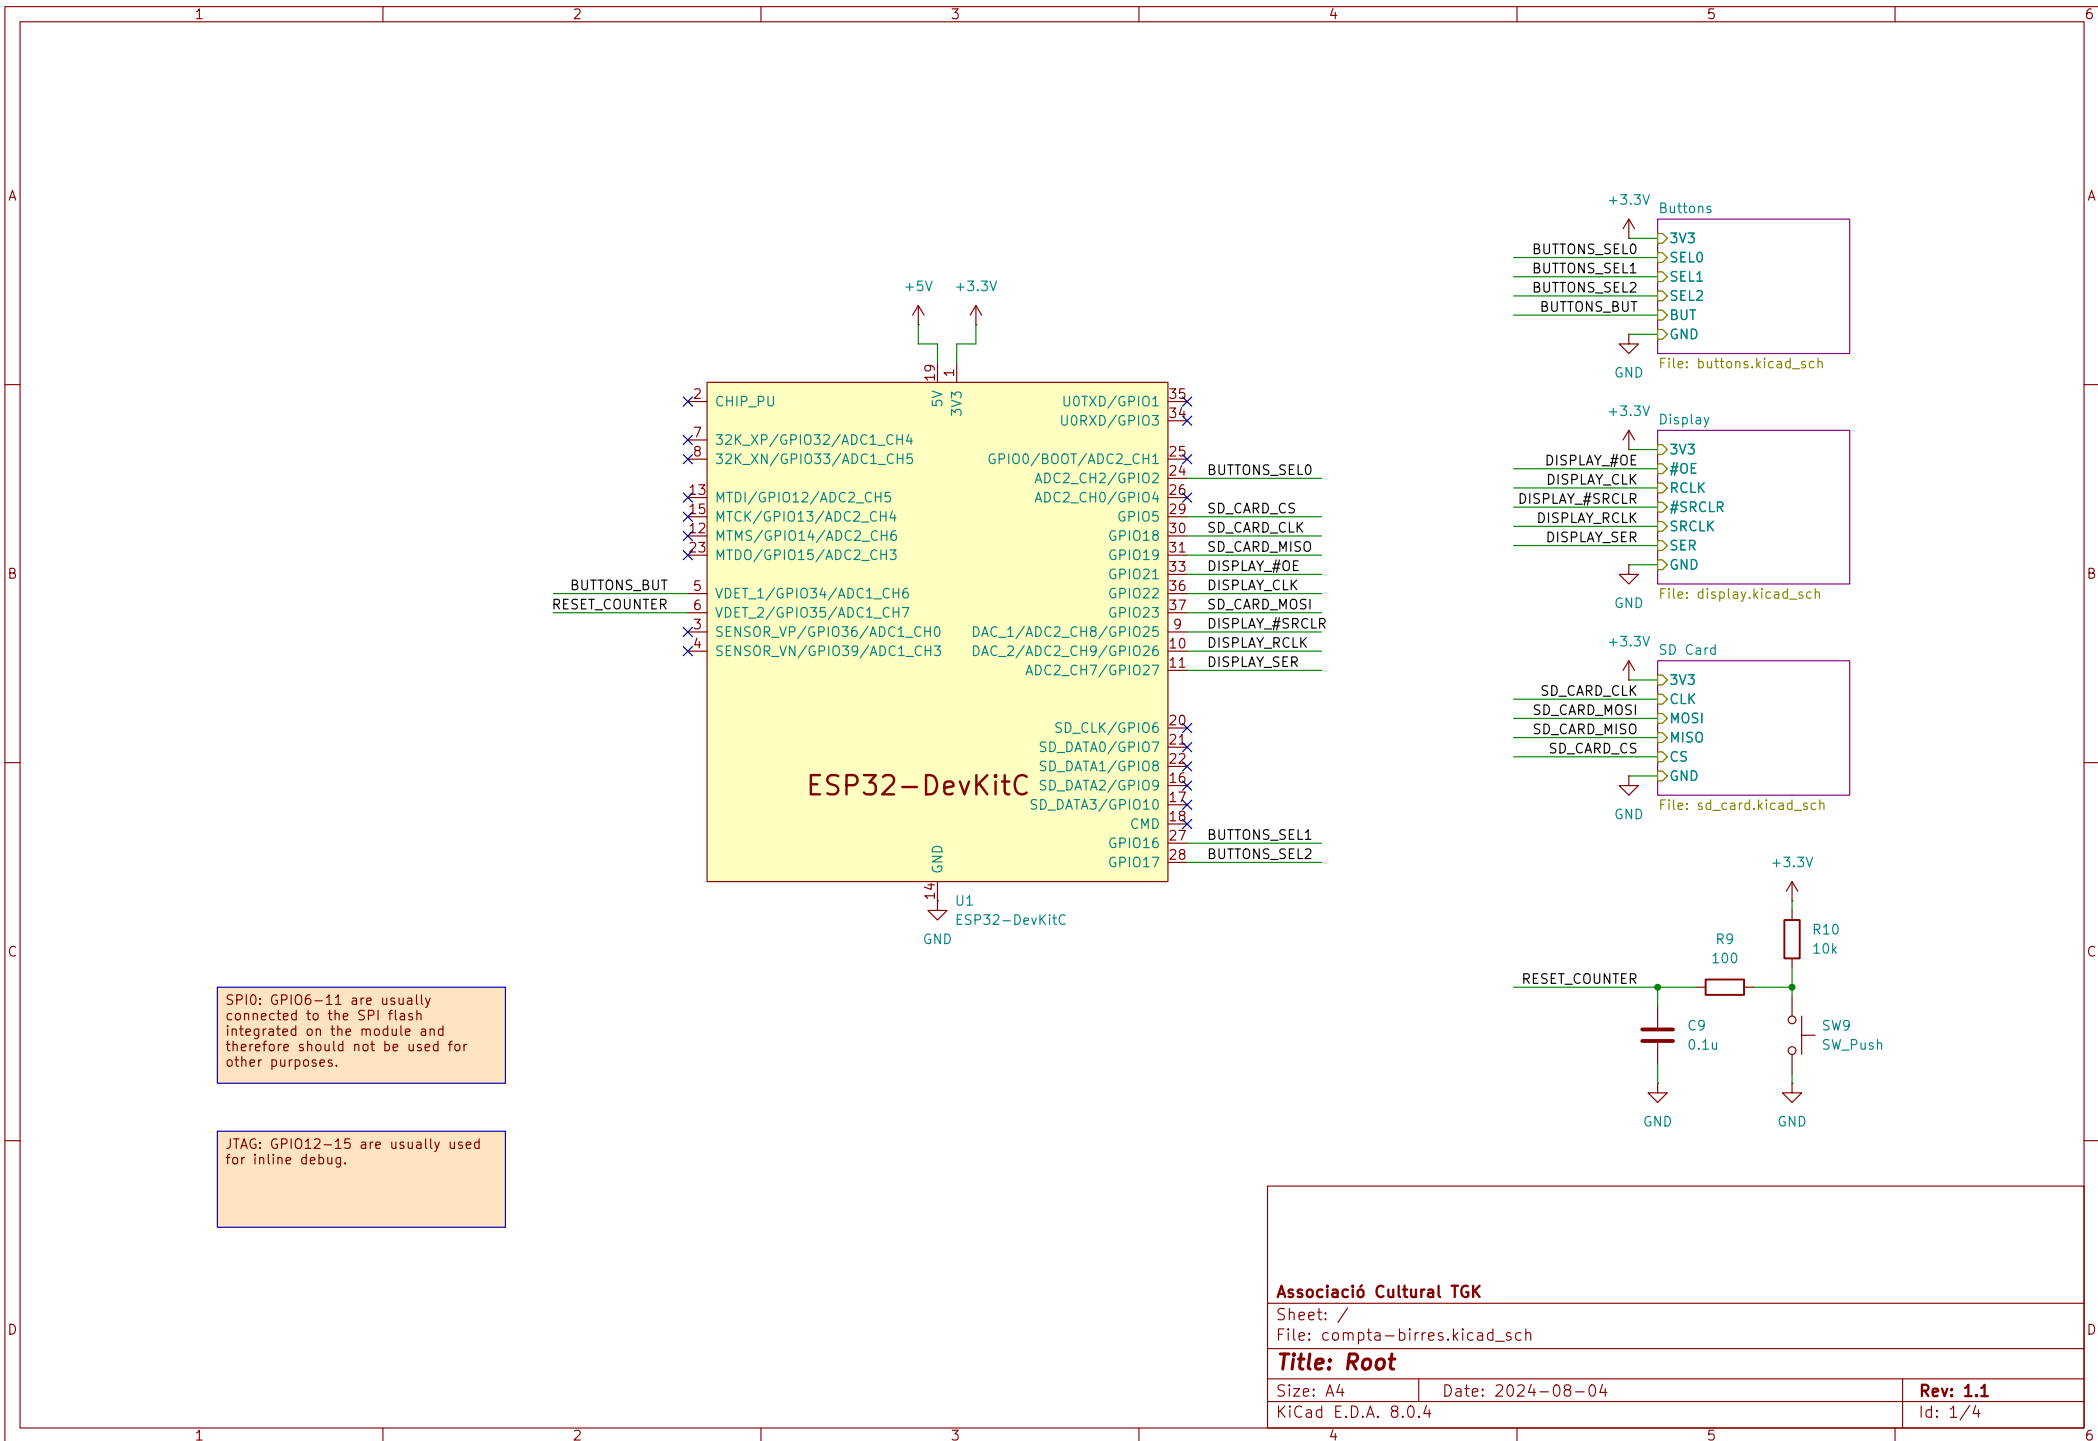 1 2 3 4 5 6
A
B
C
D
A
B
C
D
1 2 3 4 5 6
+5V
+3.3V
19
5V
1
3V3
2 CHIP_PU
7 32K_XP/GPIO32/ADC1_CH4
8 32K_XN/GPIO33/ADC1_CH5
13 MTDI/GPIO12/ADC2_CH5
15 MTCK/GPIO13/ADC2_CH4
12 MTMS/GPIO14/ADC2_CH6
23 MTDO/GPIO15/ADC2_CH3
BUTTONS_BUT 5 VDET_1/GPIO34/ADC1_CH6
RESET_COUNTER 6 VDET_2/GPIO35/ADC1_CH7
3 SENSOR_VP/GPIO36/ADC1_CH0
4 SENSOR_VN/GPIO39/ADC1_CH3
U0TXD/GPIO1 35
U0RXD/GPIO3 34
GPIO0/BOOT/ADC2_CH1 25
ADC2_CH2/GPIO2 24 BUTTONS_SEL0
ADC2_CH0/GPIO4 26
GPIO5 29 SD_CARD_CS
GPIO18 30 SD_CARD_CLK
GPIO19 31 SD_CARD_MISO
GPIO21 33 DISPLAY_#OE
GPIO22 36 DISPLAY_CLK
GPIO23 37 SD_CARD_MOSI
DAC_1/ADC2_CH8/GPIO25 9 DISPLAY_#SRCLR
DAC_2/ADC2_CH9/GPIO26 10 DISPLAY_RCLK
ADC2_CH7/GPIO27 11 DISPLAY_SER
SD_CLK/GPIO6 20
SD_DATA0/GPIO7 21
SD_DATA1/GPIO8 22
SD_DATA2/GPIO9 16
SD_DATA3/GPIO10 17
CMD 18
GPIO16 27 BUTTONS_SEL1
GPIO17 28 BUTTONS_SEL2
ESP32-DevKitC
GND
14
U1
ESP32-DevKitC
GND
+3.3V
Buttons
3V3
BUTTONS_SEL0 SEL0
BUTTONS_SEL1 SEL1
BUTTONS_SEL2 SEL2
BUTTONS_BUT BUT
GND
File: buttons.kicad_sch
GND
+3.3V
Display
3V3
DISPLAY_#OE #OE
DISPLAY_CLK RCLK
DISPLAY_#SRCLR #SRCLR
DISPLAY_RCLK SRCLK
DISPLAY_SER SER
GND
File: display.kicad_sch
GND
+3.3V
SD Card
3V3
SD_CARD_CLK CLK
SD_CARD_MOSI MOSI
SD_CARD_MISO MISO
SD_CARD_CS CS
GND
File: sd_card.kicad_sch
GND
+3.3V
R10
10k
R9
100
RESET_COUNTER
C9
0.1u
SW9
SW_Push
GND
GND
SPI0: GPIO6-11 are usually
connected to the SPI flash
integrated on the module and
therefore should not be used for
other purposes.
JTAG: GPIO12-15 are usually used
for inline debug.
Associació Cultural TGK
Sheet: /
File: compta-birres.kicad_sch
Title: Root
Size: A4 Date: 2024-08-04 Rev: 1.1
KiCad E.D.A. 8.0.4 Id: 1/4